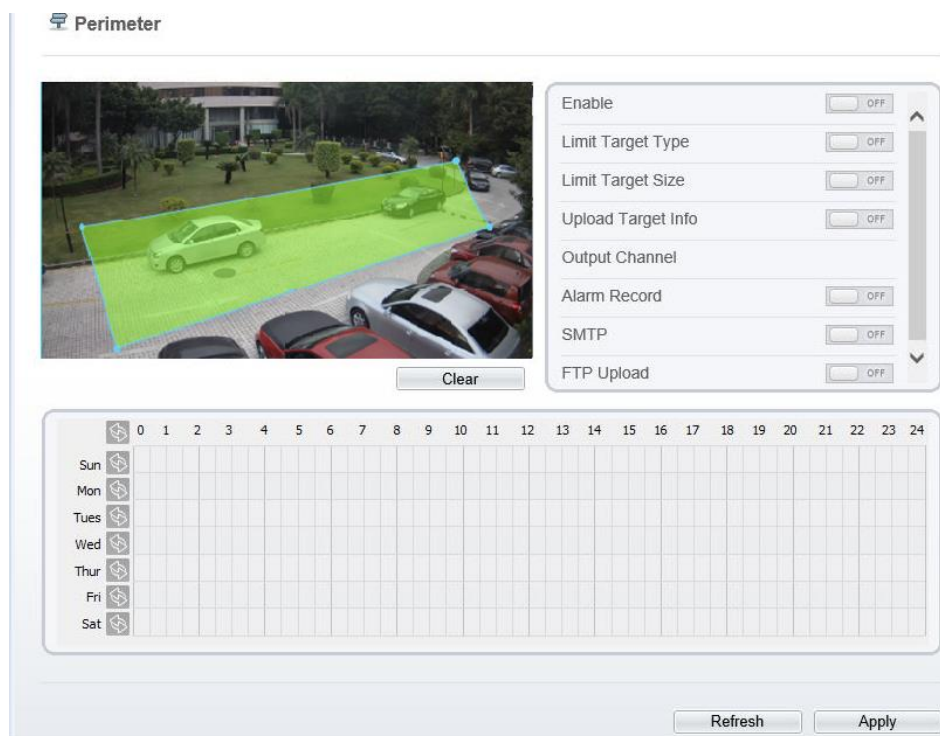 Perimeter
Enable OFF
Limit Target Type OFF
Limit Target Size OFF
Upload Target Info OFF
Output Channel
Alarm Record OFF
SMTP OFF
FTP Upload OFF
Clear
0 1 2 3 4 5 6 7 8 9 10 11 12 13 14 15 16 17 18 19 20 21 22 23 24
Sun
Mon
Tues
Wed
Thur
Fri
Sat
Refresh Apply